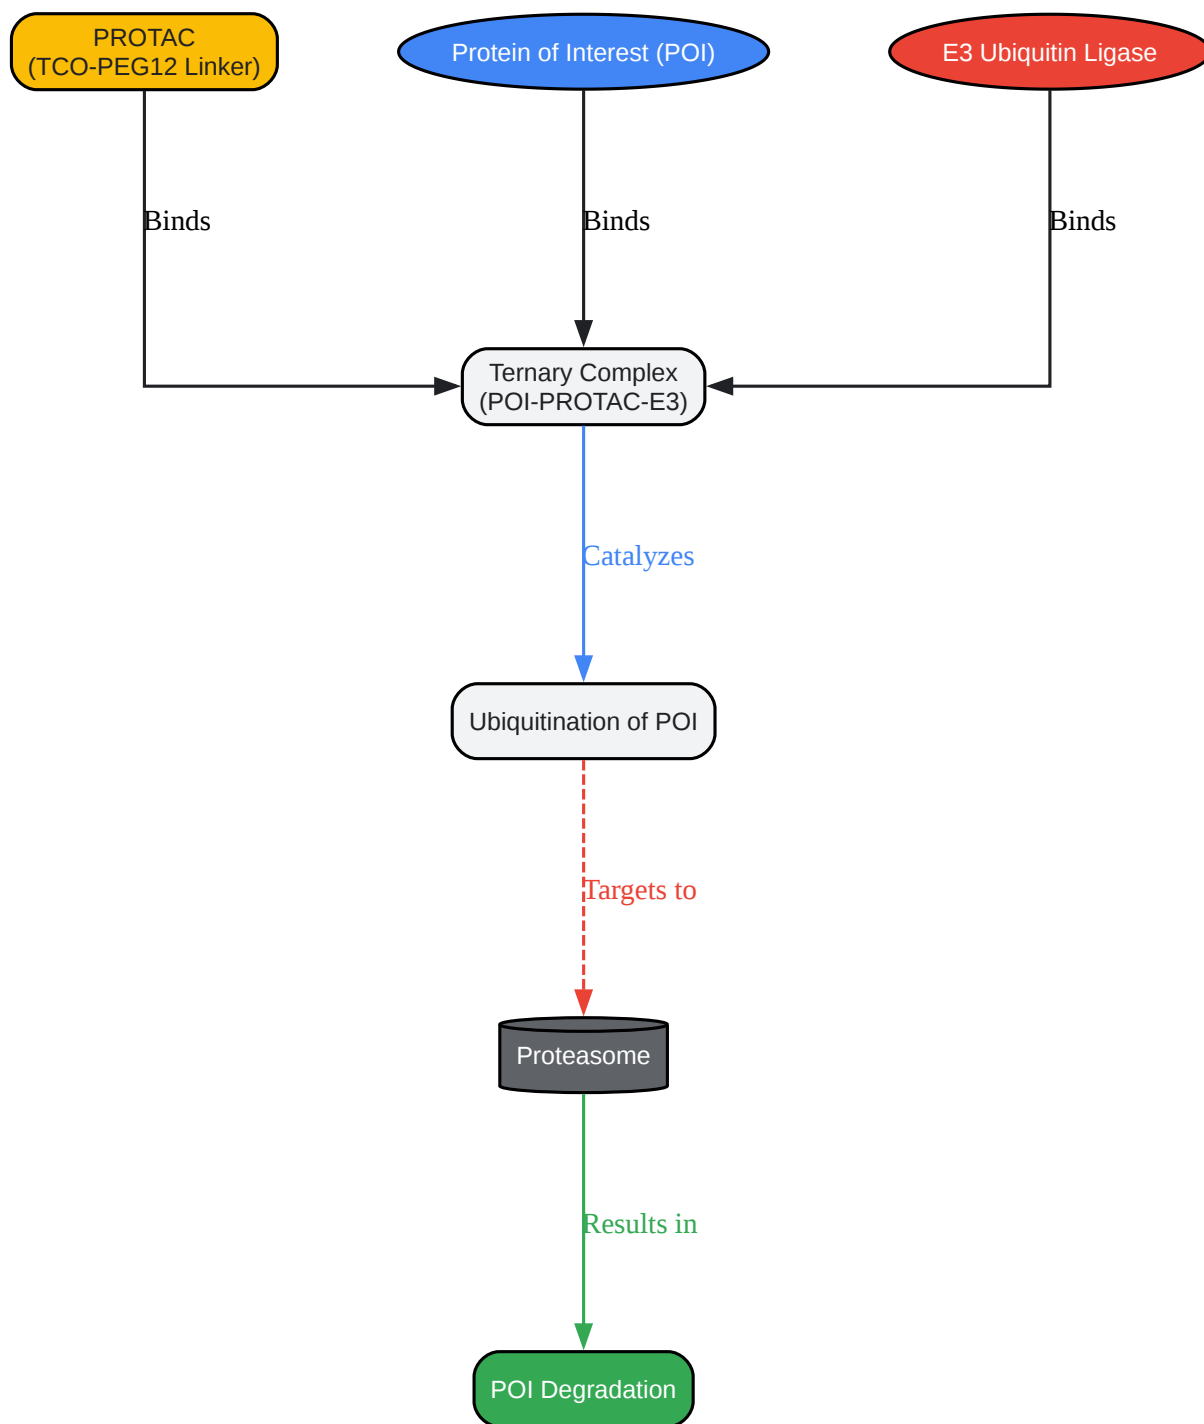 PROTAC
(TCO-PEG12 Linker)
Protein of Interest (POI)
E3 Ubiquitin Ligase
Binds
Binds
Binds
Ternary Complex
(POI-PROTAC-E3)
Catalyzes
Ubiquitination of POI
Targets to
Proteasome
Results in
POI Degradation